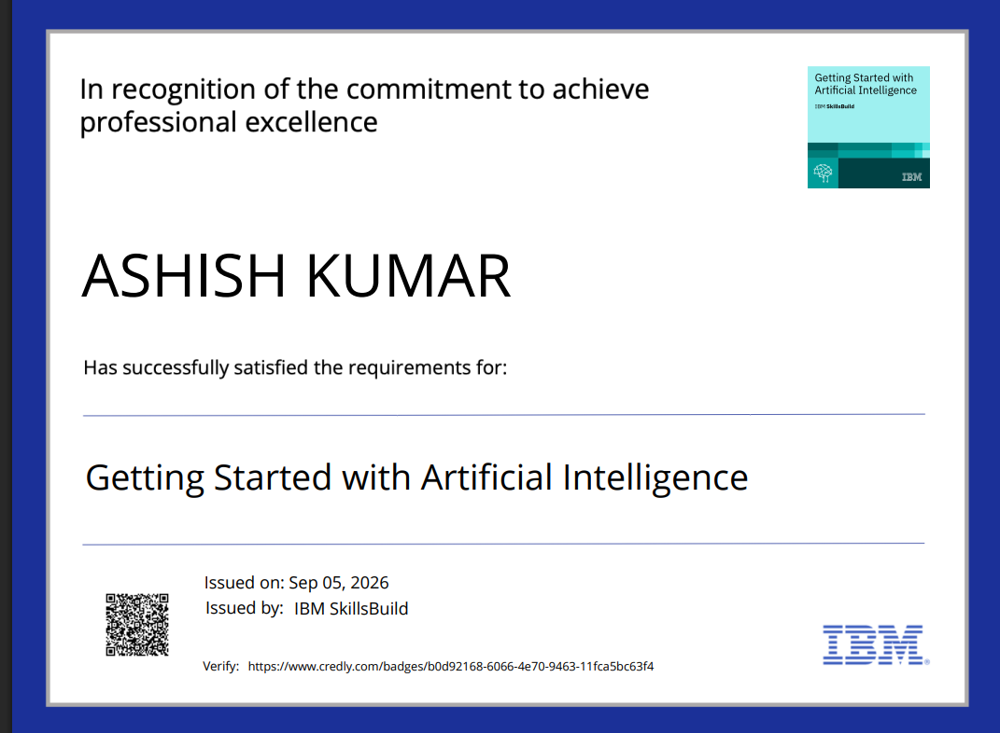 In recognition of the commitment to achieve
professional excellence
Getting Started with
Artificial Intelligence
IBM SkillsBuild
IBM
ASHISH KUMAR
Has successfully satisfied the requirements for:
Getting Started with Artificial Intelligence
Issued on: Sep 05, 2026
Issued by: IBM SkillsBuild
Verify: https://www.credly.com/badges/b0d92168-6066-4e70-9463-11fca5bc63f4
IBM®